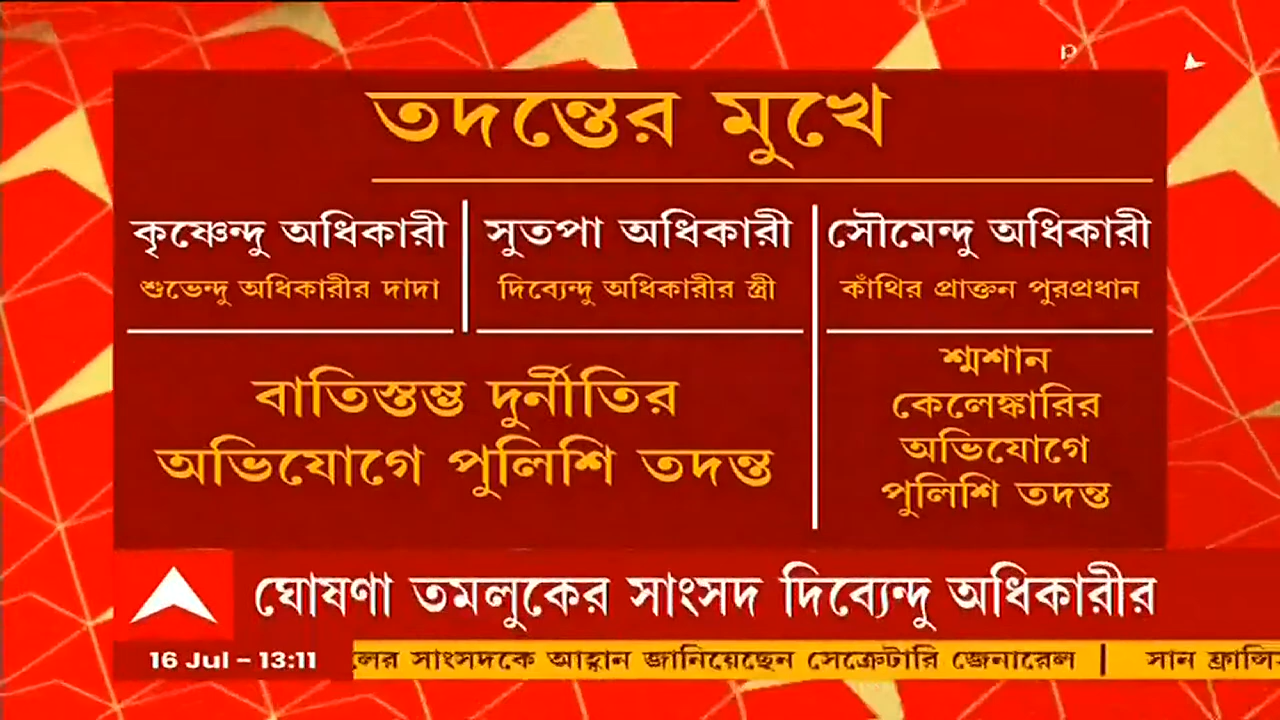 তদন্তের মুখে
কৃষ্ণেন্দু অধিকারী
শুভেন্দু অধিকারীর দাদা
সুতপা অধিকারী
দিব্যেন্দু অধিকারীর স্ত্রী
বাতিস্তম্ভ দুর্নীতির
অভিযোগে পুলিশি তদন্ত
সৌমেন্দু অধিকারী
কাঁথির প্রাক্তন পুরপ্রধান
শ্মশান
কেলেঙ্কারির
অভিযোগে
পুলিশি তদন্ত
ঘোষণা তমলুকের সাংসদ দিব্যেন্দু অধিকারীর
16 Jul – 13:11
সাংসদকে আহ্বান জানিয়েছেন সেক্রেটারি জেনারেল | সান